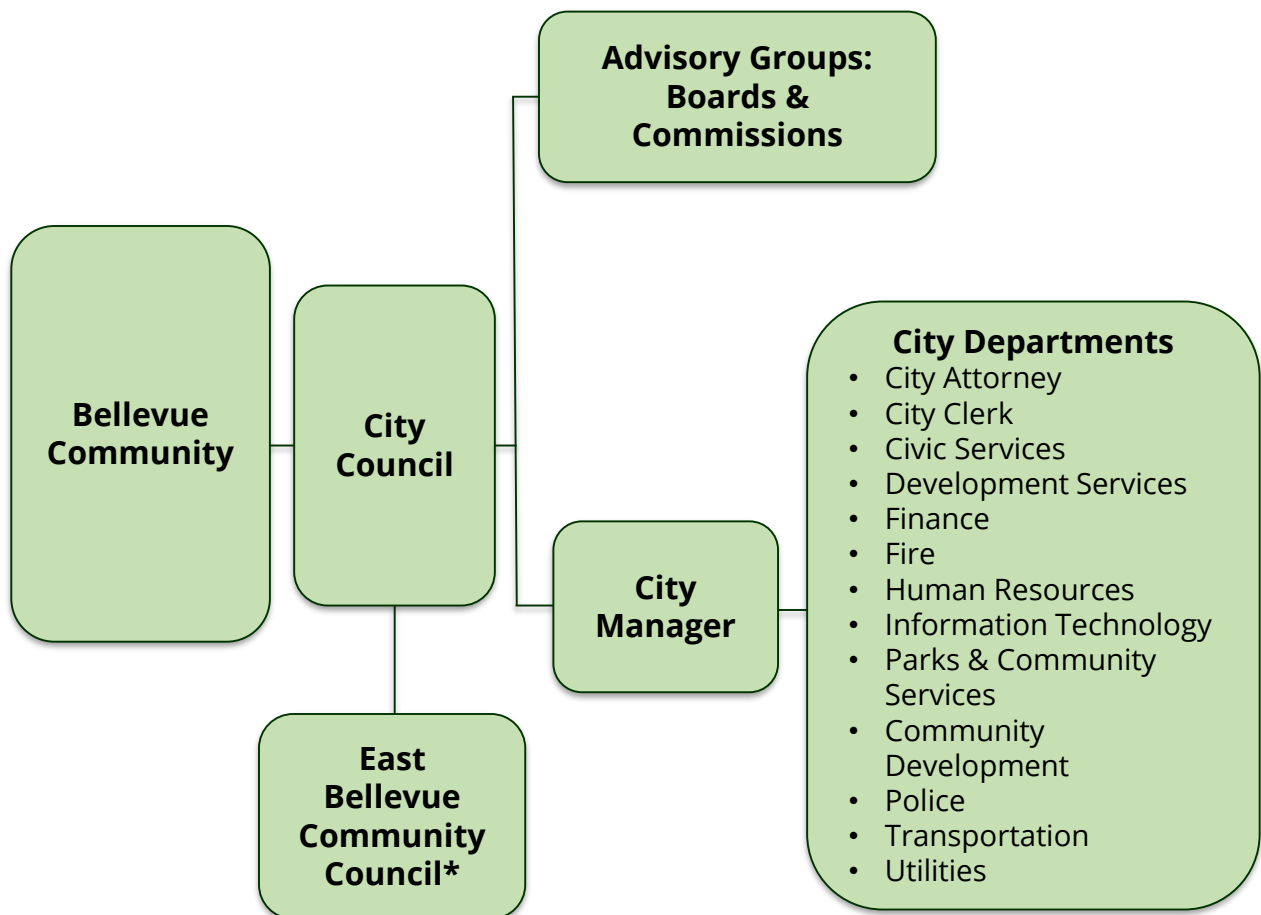 Advisory Groups:
Boards &
Commissions
Bellevue
Community
City
Council
City
Manager
East
Bellevue
Community
Council*
City Departments
• City Attorney
• City Clerk
• Civic Services
• Development Services
• Finance
• Fire
• Human Resources
• Information Technology
• Parks & Community
Services
• Community
Development
• Police
• Transportation
• Utilities